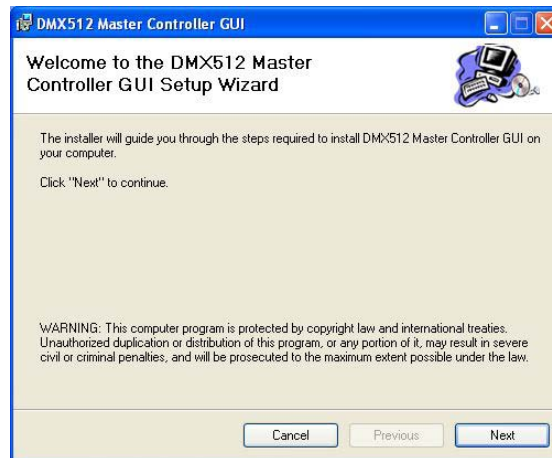 DMX512 Master Controller GUI
Welcome to the DMX512 Master
Controller GUI Setup Wizard
The installer will guide you through the steps required to install DMX512 Master Controller GUI on
your computer.
Click "Next" to continue.
WARNING: This computer program is protected by copyright law and international treaties.
Unauthorized duplication or distribution of this program, or any portion of it, may result in severe
civil or criminal penalties, and will be prosecuted to the maximum extent possible under the law.
Cancel Previous Next